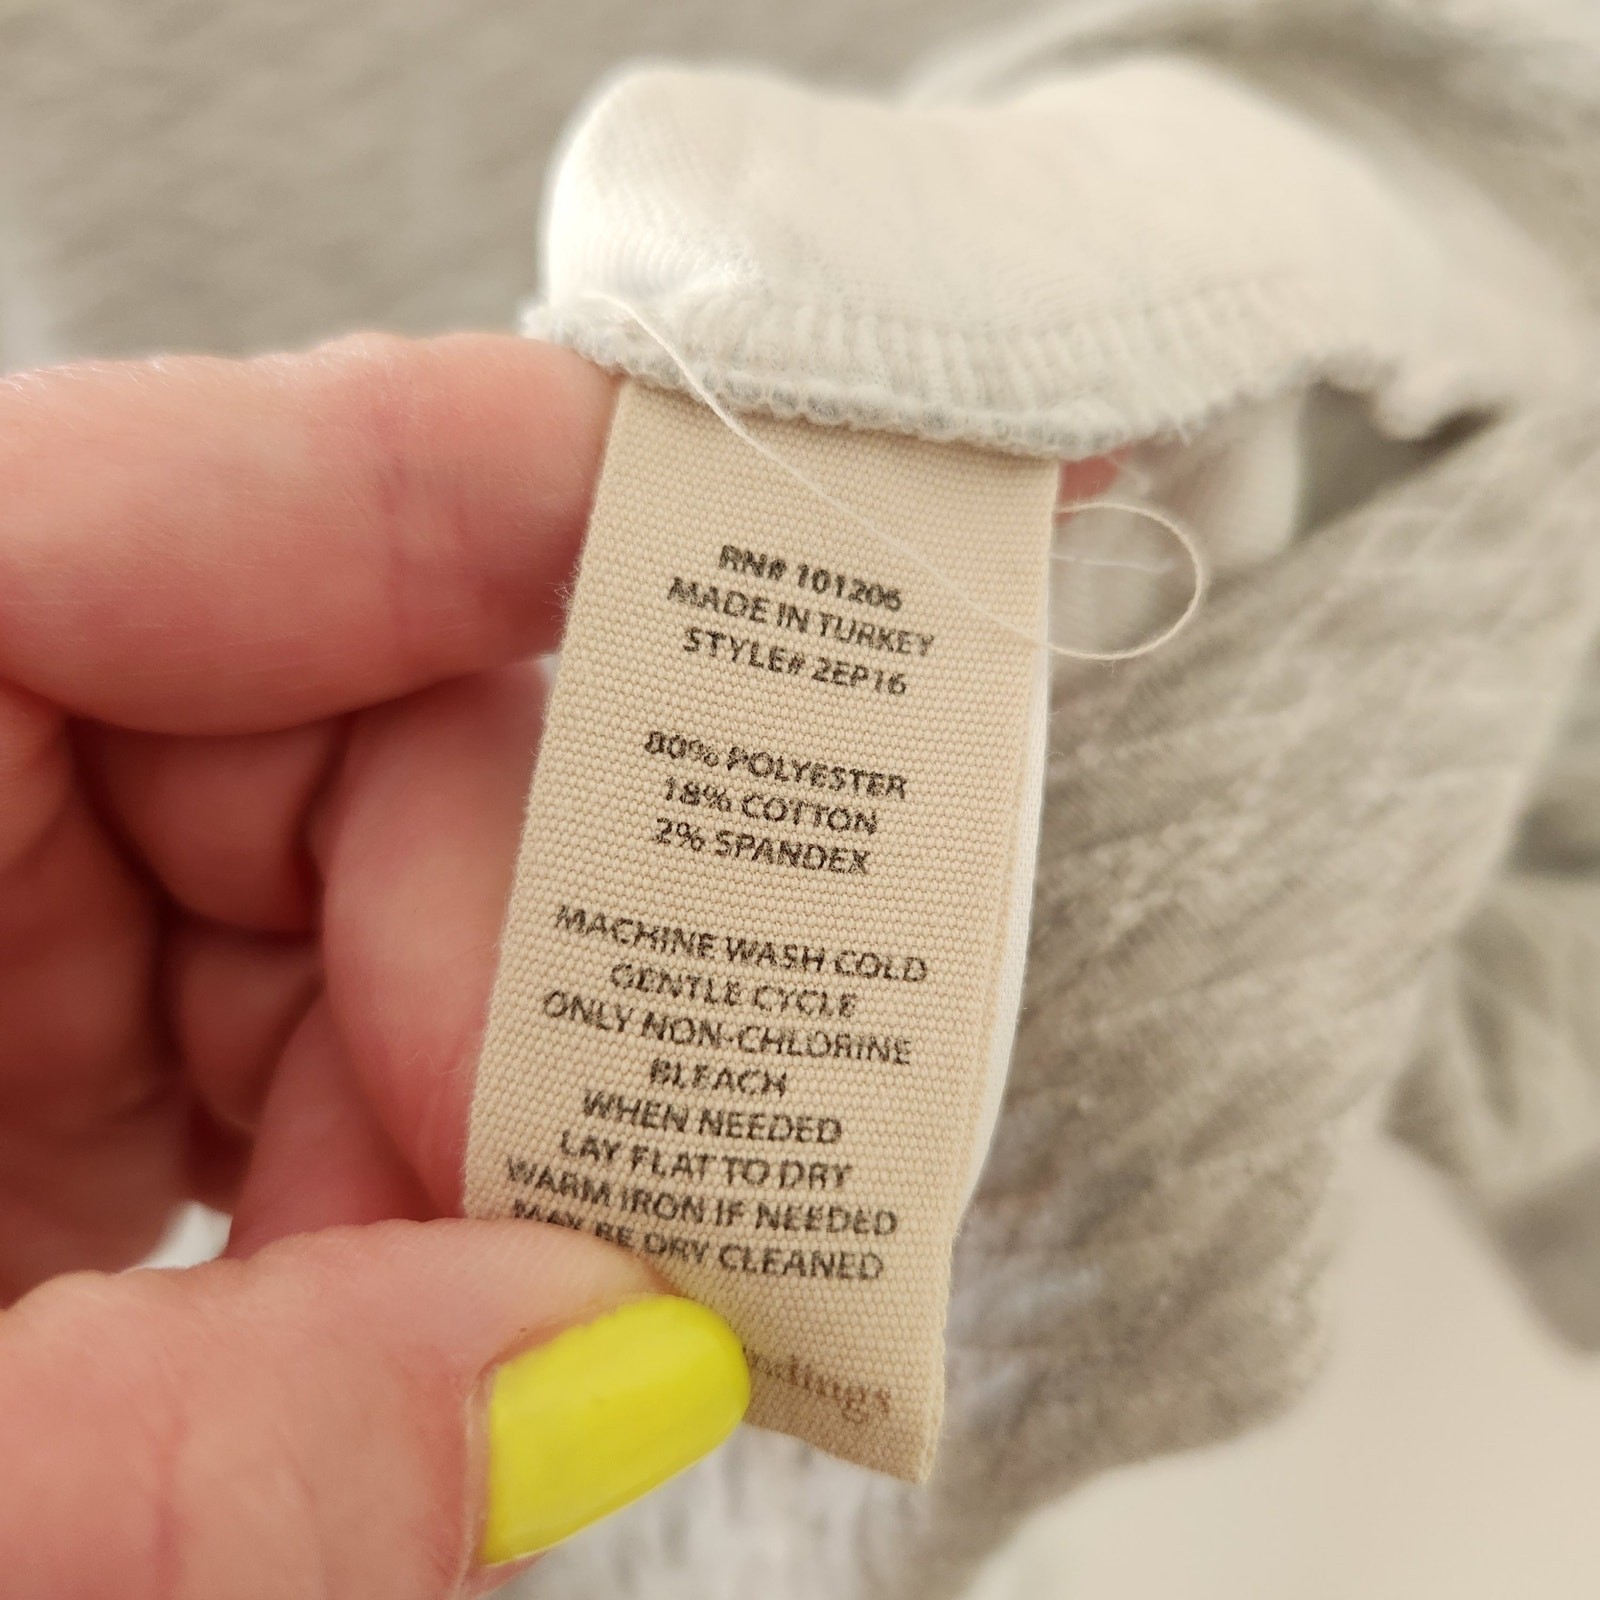 RN# 101206
MADE IN TURKEY
STYLE# 2EP16
80% POLYESTER
18% COTTON
2% SPANDEX
MACHINE WASH COLD
GENTLE CYCLE
ONLY NON-CHLORINE
BLEACH
WHEN NEEDED
LAY FLAT TO DRY
WARM IRON IF NEEDED
MAY BE DRY CLEANED